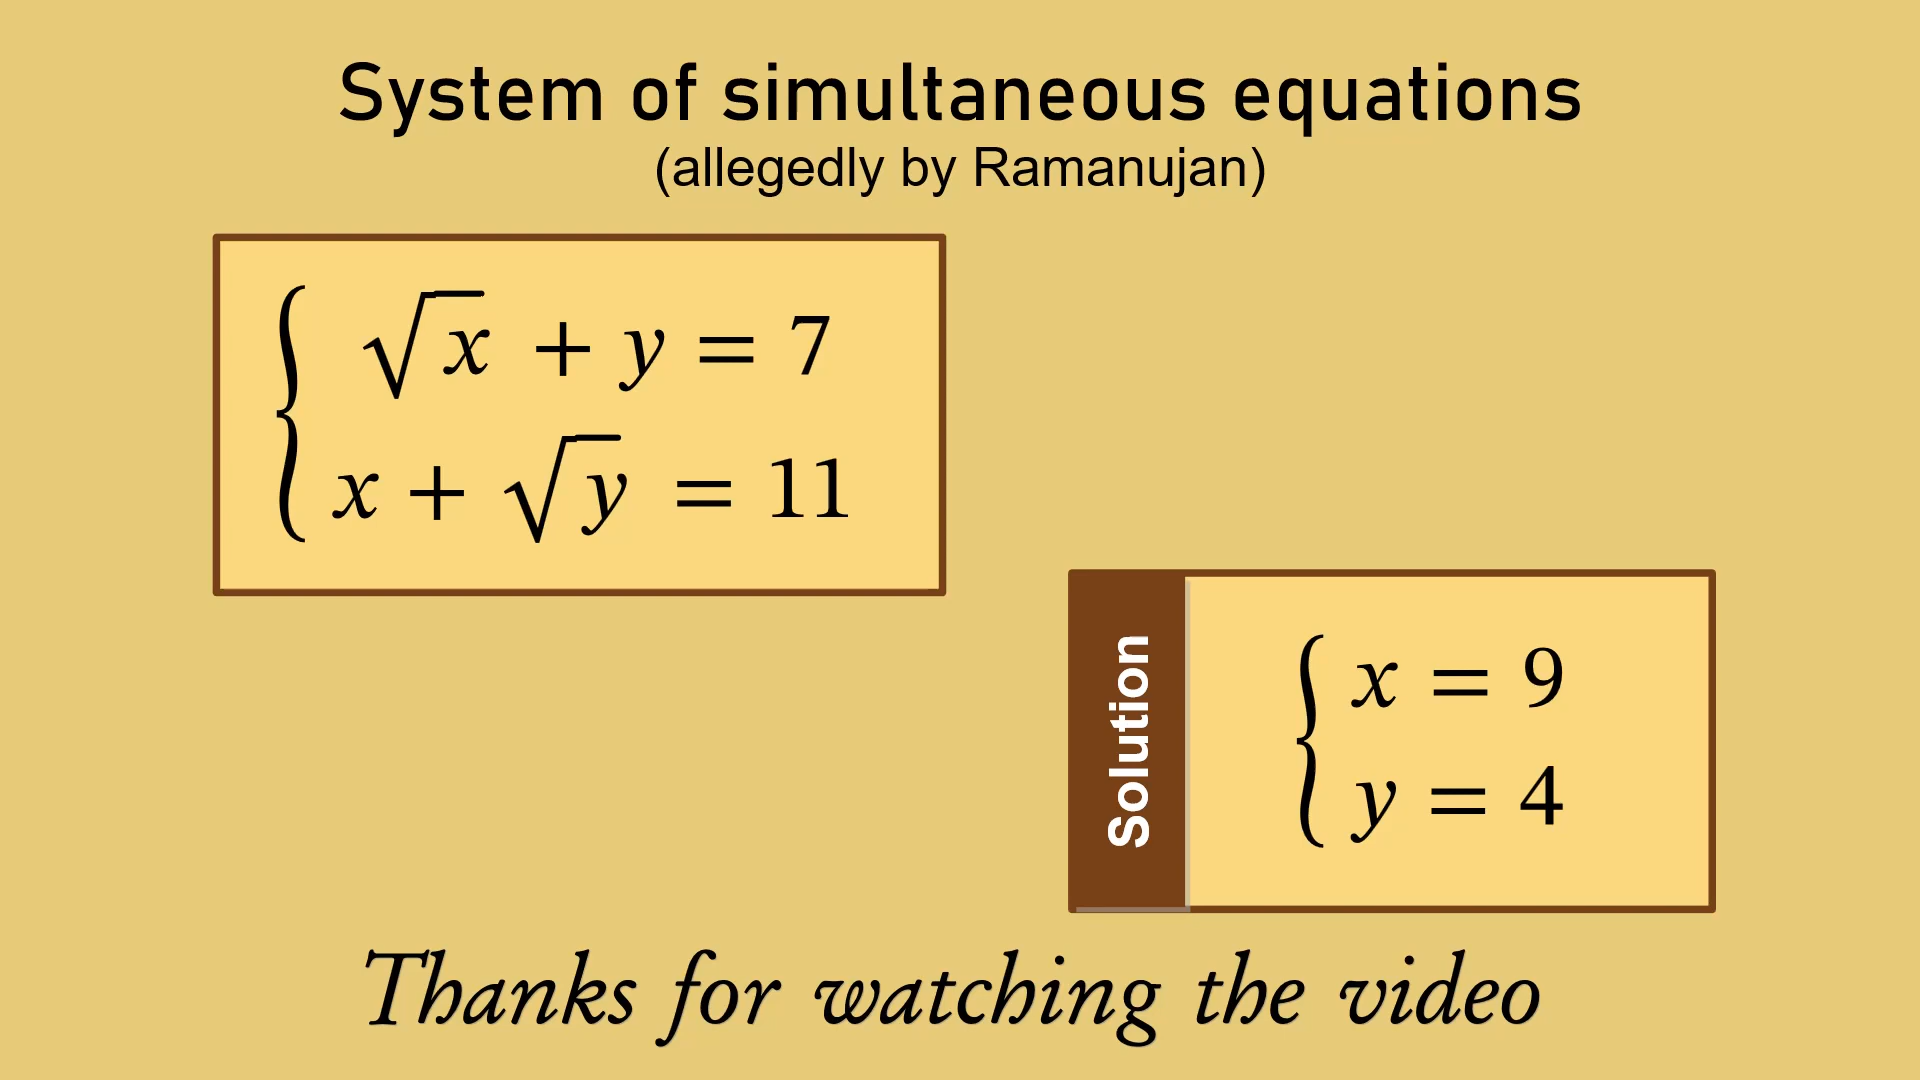 System of simultaneous equations
(allegedly by Ramanujan)
√x + y = 7
x + √y = 11
Solution
x = 9
y = 4
Thanks for watching the video